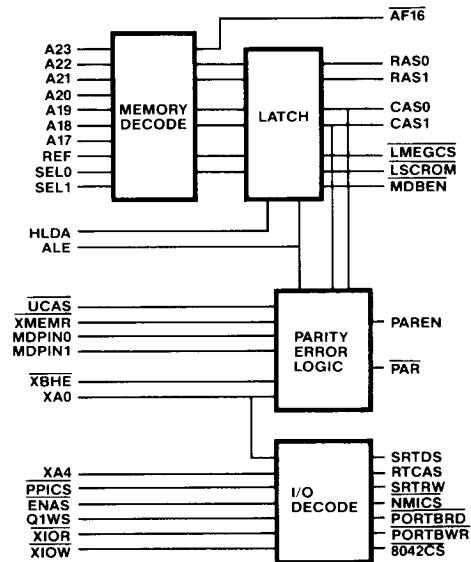 AF16
A23
A22
A21
A20
A19
A18
A17
REF
SEL0
SEL1
MEMORY
DECODE
LATCH
RAS0
RAS1
CAS0
CAS1
LMEGCS
LSCROM
MDBEN
HLDA
ALE
UCAS
XMEMR
MDPIN0
MDPIN1
XBHE
XA0
PARITY
ERROR
LOGIC
PAREN
PAR
XA4
PPICS
ENAS
Q1WS
XIOR
XIOW
I/O
DECODE
SRTDS
RTCAS
SRTRW
NMICS
PORTBRD
PORTBWR
8042CS